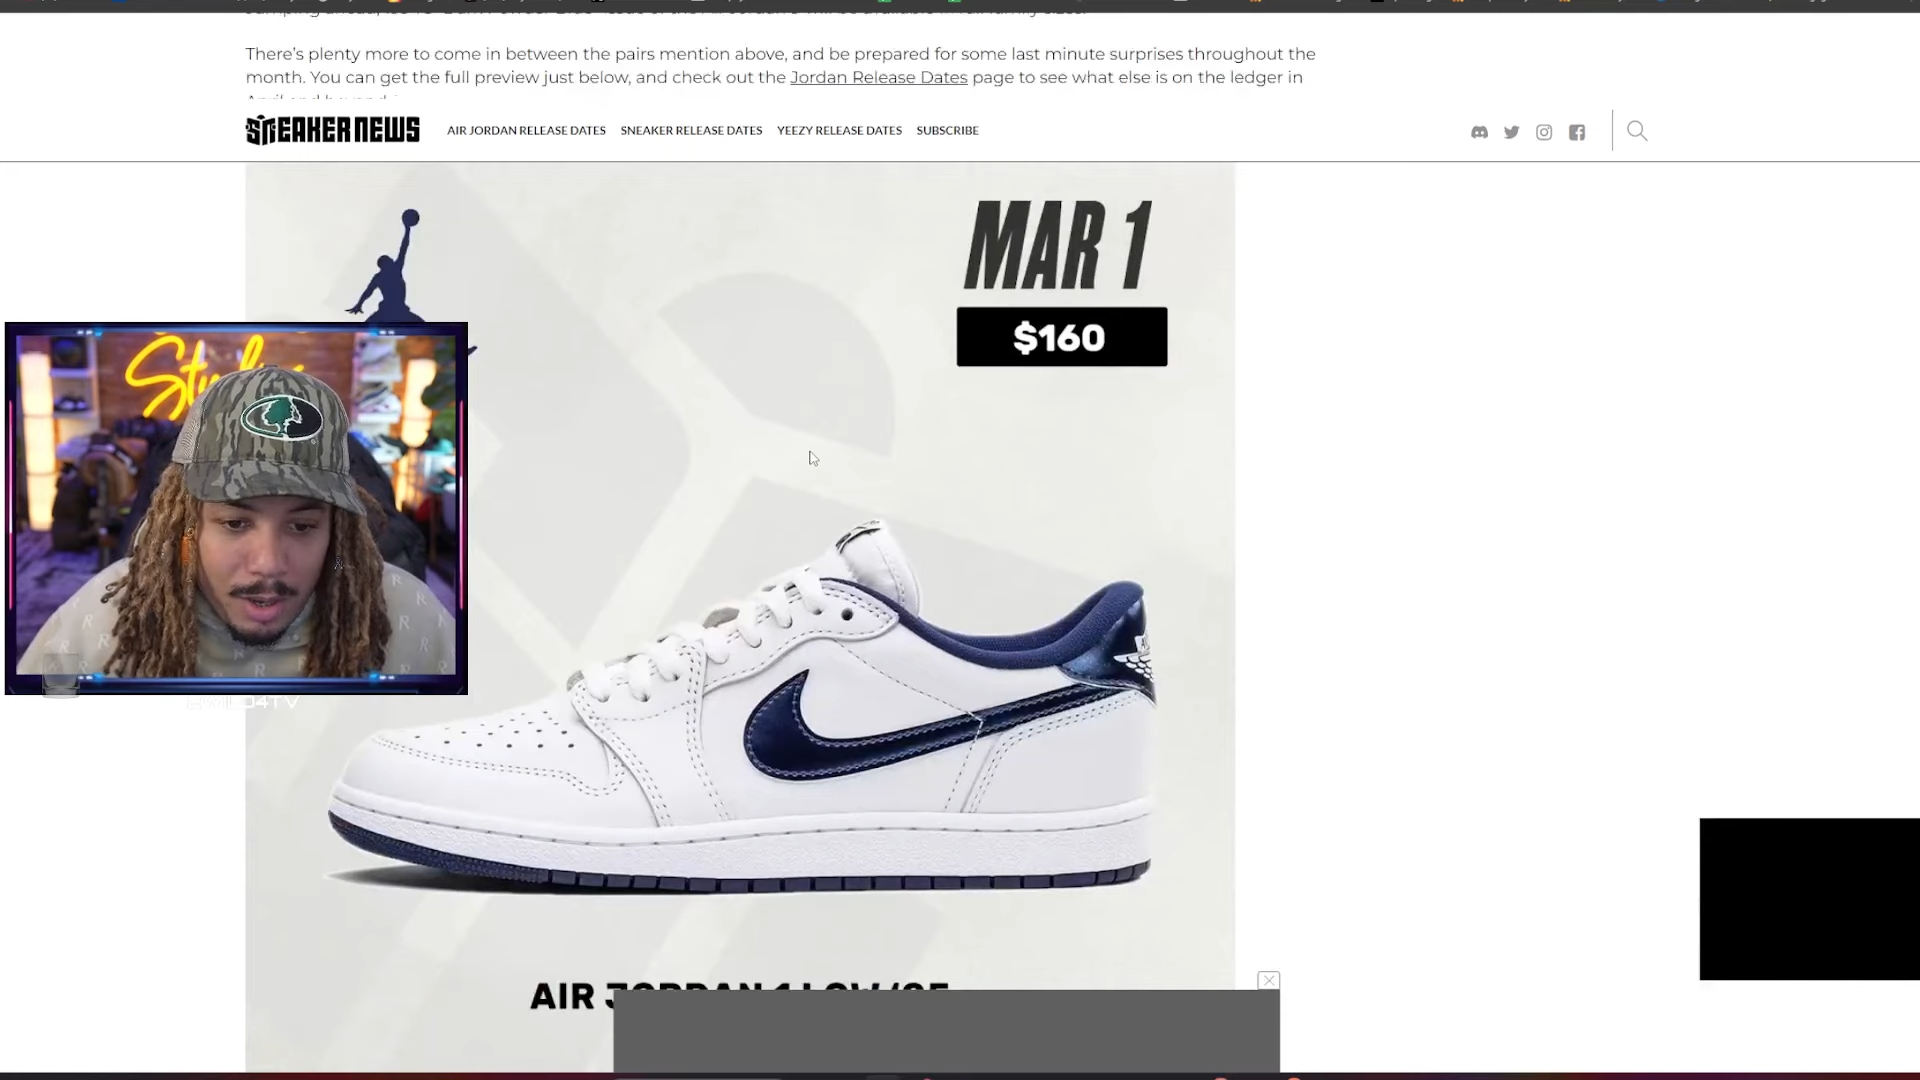 There's plenty more to come in between the pairs mention above, and be prepared for some last minute surprises throughout the
month. You can get the full preview just below, and check out the Jordan Release Dates page to see what else is on the ledger in
SNEAKER NEWS
AIR JORDAN RELEASE DATES SNEAKER RELEASE DATES YEEZY RELEASE DATES SUBSCRIBE
MAR 1
$160
AIR JORDAN 1 LOW